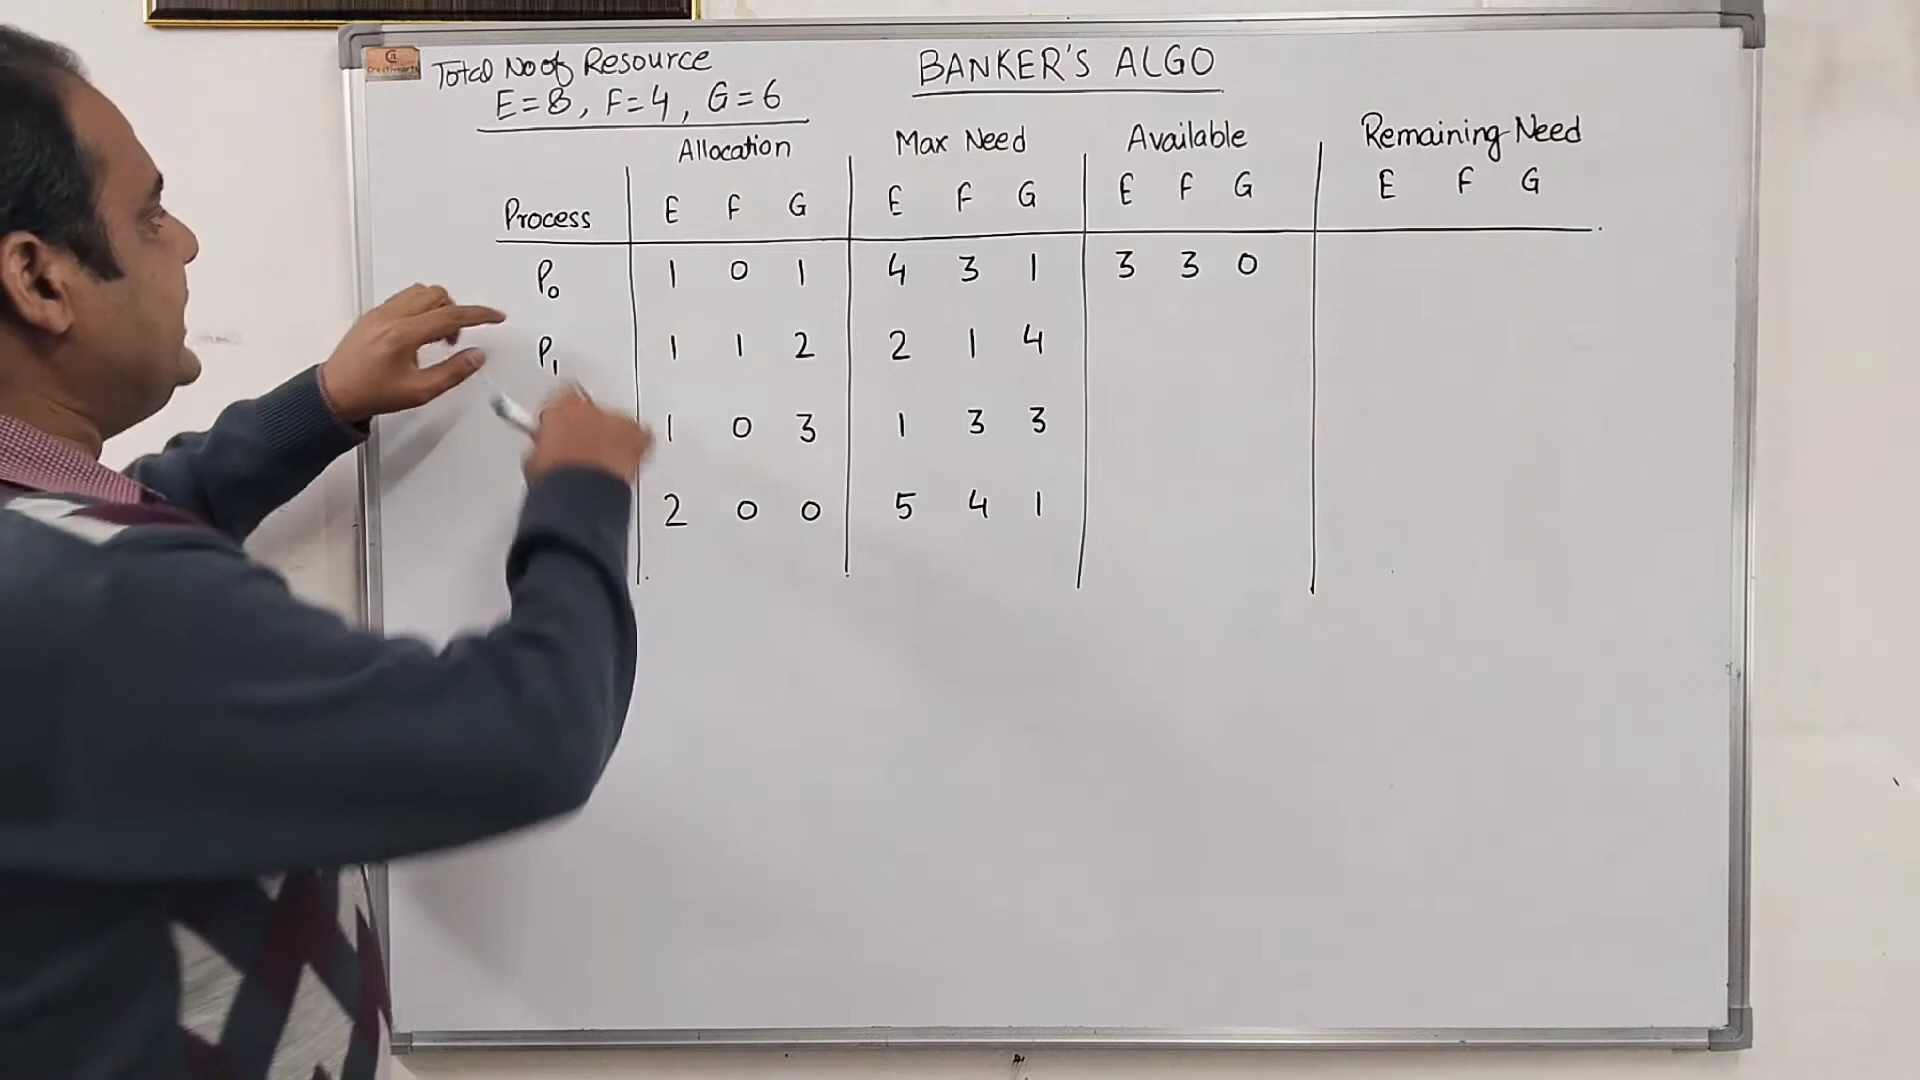 Total No of Resource
E=8, F=4, G=6
BANKER'S ALGO
Allocation Max Need Available Remaining Need
Process E F G E F G E F G E F G
P0 1 0 1 4 3 1 3 3 0
P1 1 1 2 2 1 4
1 0 3 1 3 3
2 0 0 5 4 1